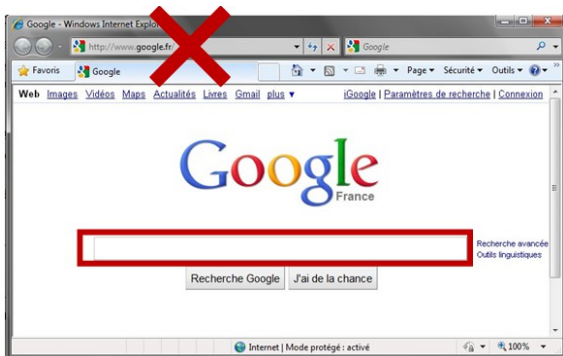 Google - Windows Internet Explo
http://www.google.fr/
Google
Favoris Google Page Sécurité Outils
Web Images Vidéos Maps Actualités Livres Gmail plus iGoogle | Paramètres de recherche | Connexion
Google
France
Recherche avancée
Outils linguistiques
Recherche Google J'ai de la chance
Internet | Mode protégé : activé 100%